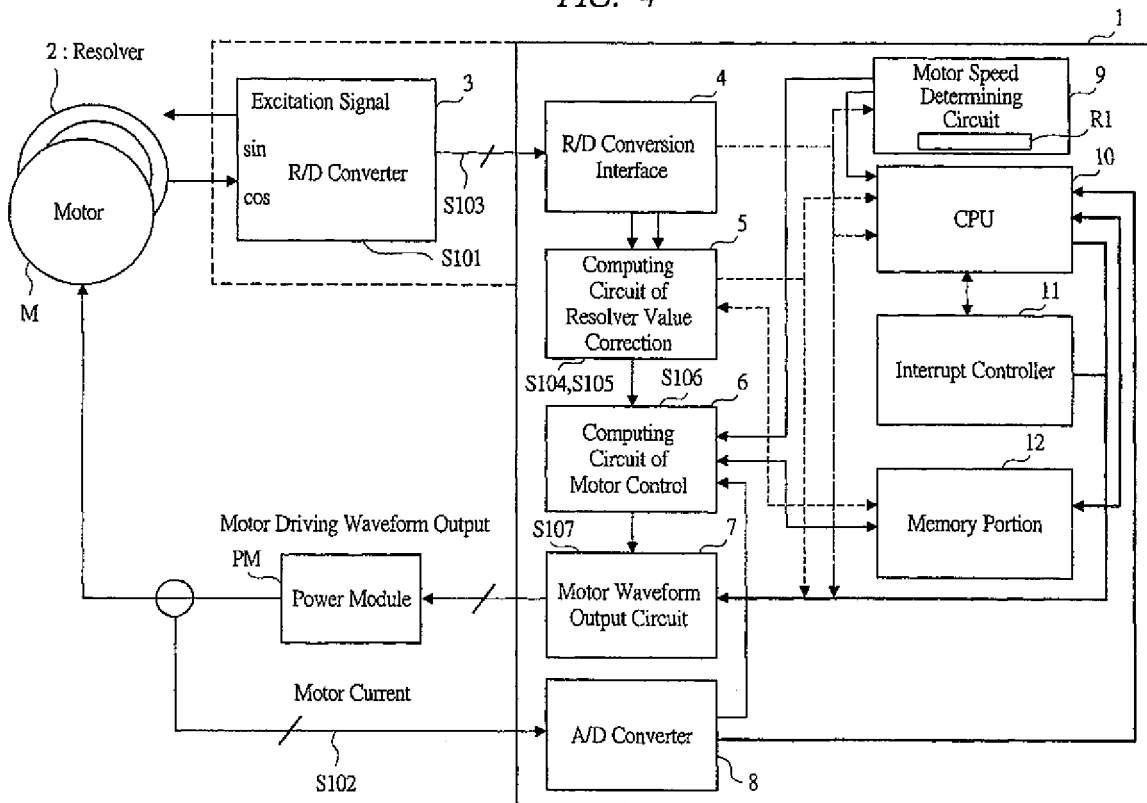 FIG. 4
1
2 : Resolver
3
Excitation Signal
sin
R/D Converter
cos
S101
S103
Motor
M
4
R/D Conversion
Interface
5
Computing
Circuit of
Resolver Value
Correction
S104,S105
S106
6
Computing
Circuit of
Motor Control
S107
7
Motor Waveform
Output Circuit
A/D Converter
8
Motor Speed
Determining
Circuit
9
R1
10
CPU
11
Interrupt Controller
12
Memory Portion
Motor Driving Waveform Output
PM
Power Module
Motor Current
S102